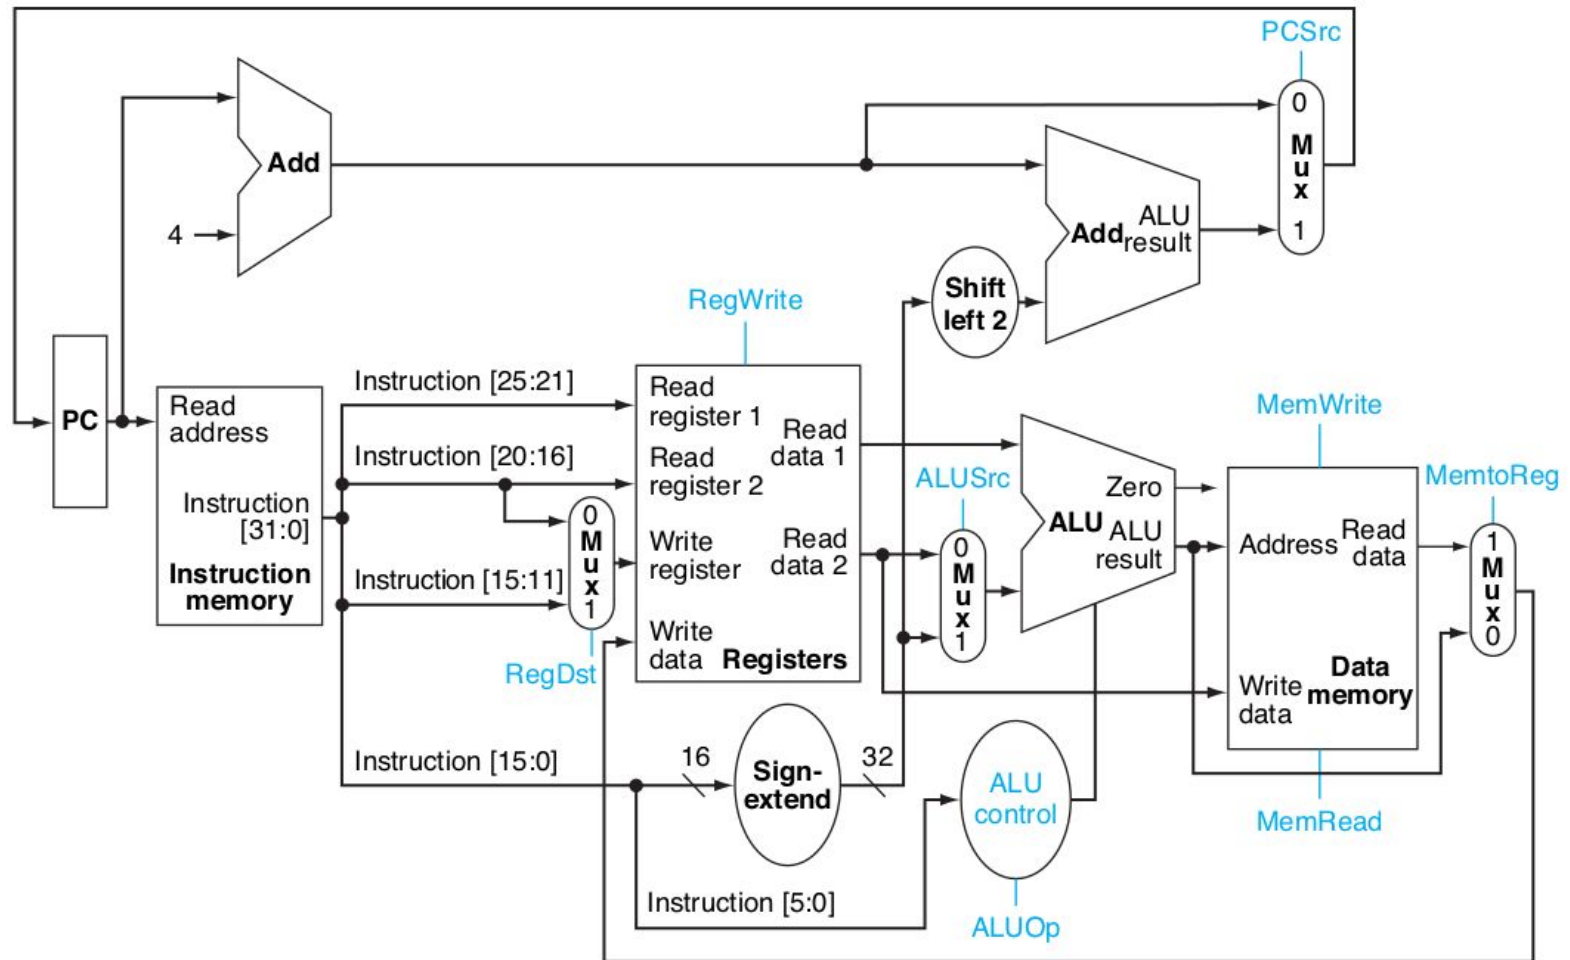 PCSrc
0
M
u
x
1
Add
4
Add
ALU
result
Shift
left 2
RegWrite
PC
Read
address
Instruction
[31:0]
Instruction
memory
Instruction [25:21]
Instruction [20:16]
Instruction [15:11]
0
M
u
x
1
RegDst
Read
register 1
Read
register 2
Write
register
Write
data
Read
data 1
Read
data 2
Registers
ALUSrc
0
M
u
x
1
Zero
ALU
ALU
result
MemWrite
Address
Read
data
Write
data
Data
memory
MemRead
MemtoReg
1
M
u
x
0
Instruction [15:0]
16
Sign-
extend
32
ALU
control
Instruction [5:0]
ALUOp